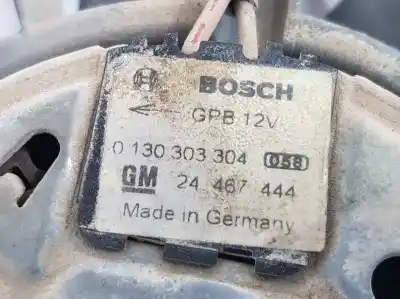 BOSCH
GPB 12V
0 130 303 304 058
GM 24 467 444
Made in Germany